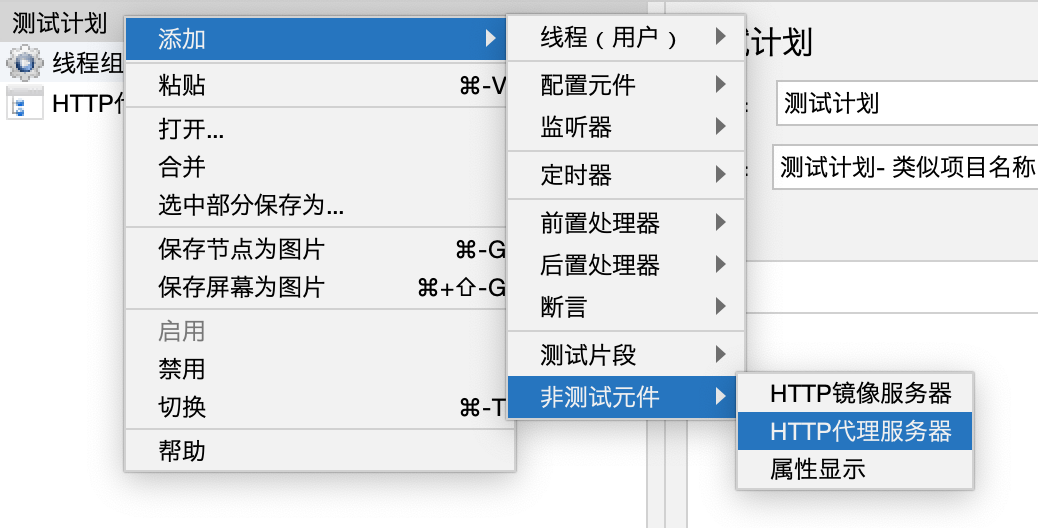 测试计划
线程组
HTTP代
添加
粘贴 ⌘-V
打开...
合并
选中部分保存为...
保存节点为图片 ⌘-G
保存屏幕为图片 ⌘+⇧-G
启用
禁用
切换 ⌘-T
帮助
线程（用户）
配置元件
监听器
定时器
前置处理器
后置处理器
断言
测试片段
非测试元件
HTTP镜像服务器
HTTP代理服务器
属性显示
试计划
测试计划
测试计划- 类似项目名称